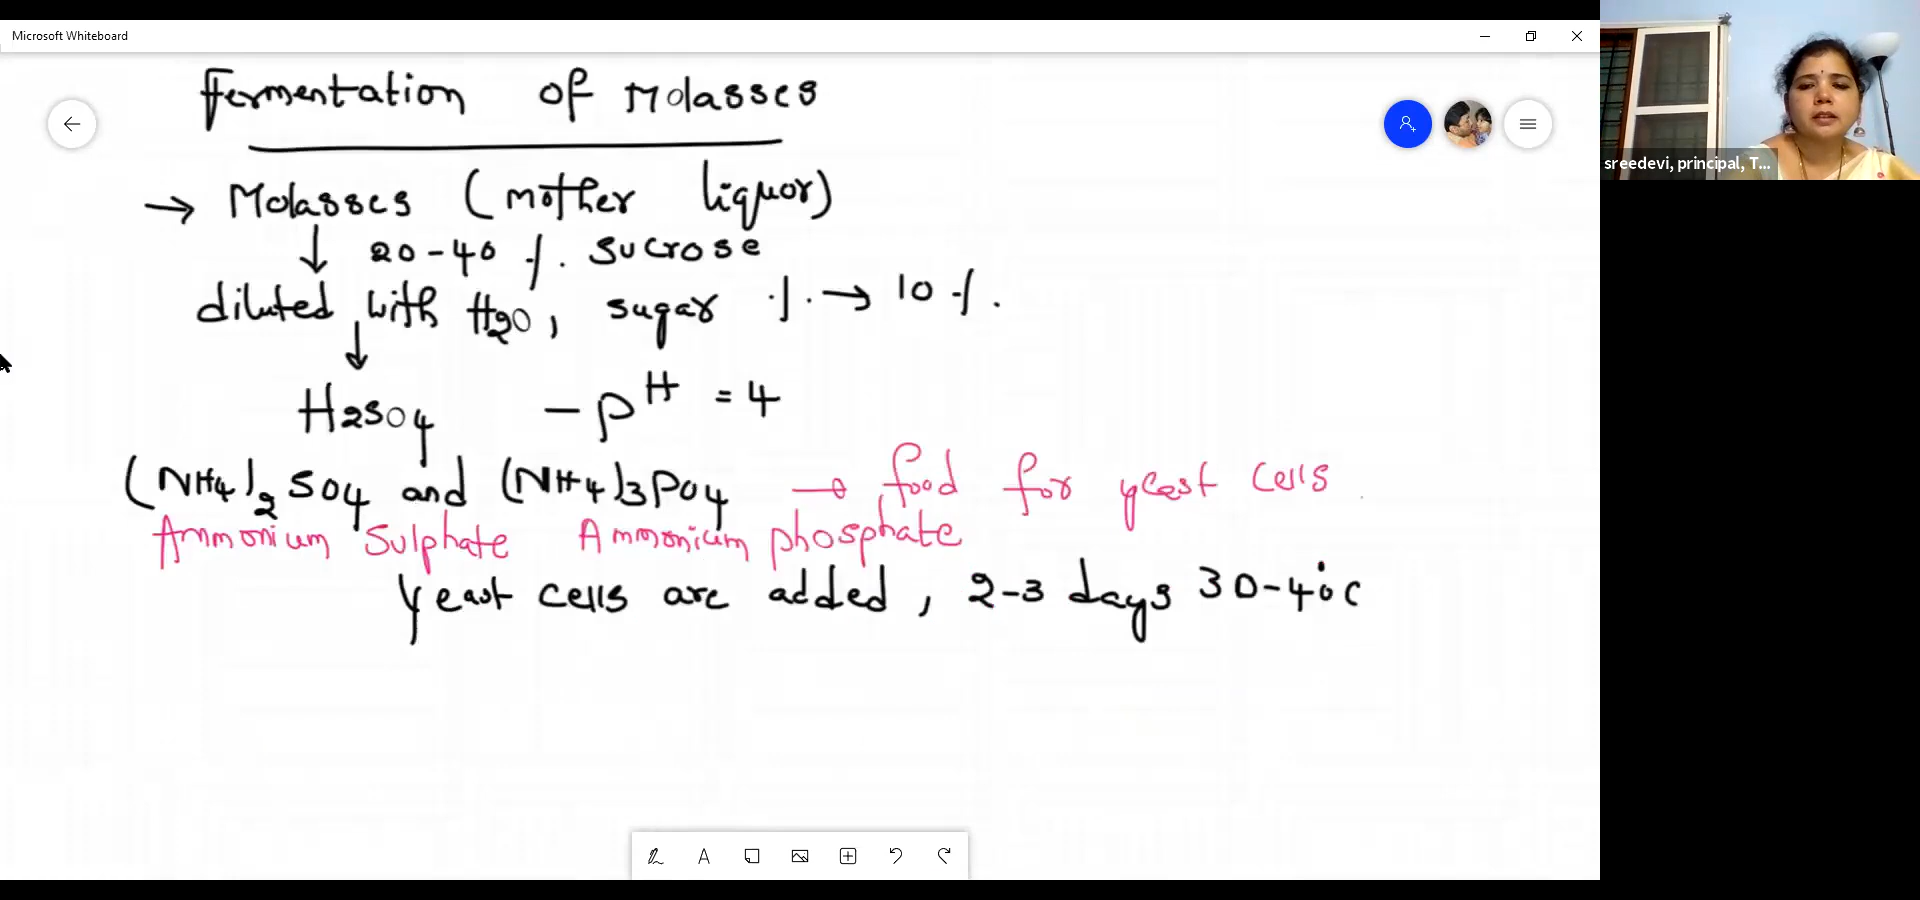 Microsoft Whiteboard
Fermentation of Molasses
→ Molasses (mother liquor)
↓ 20-40 %. sucrose
diluted with H2O, sugar %. → 10 %.
↓
H2SO4 - pH = 4
(NH4)2SO4 and (NH4)3PO4 → food for yeast cells
Ammonium Sulphate Ammonium phosphate
Yeast cells are added, 2-3 days 30-40°C
sreedevi, principal, T...